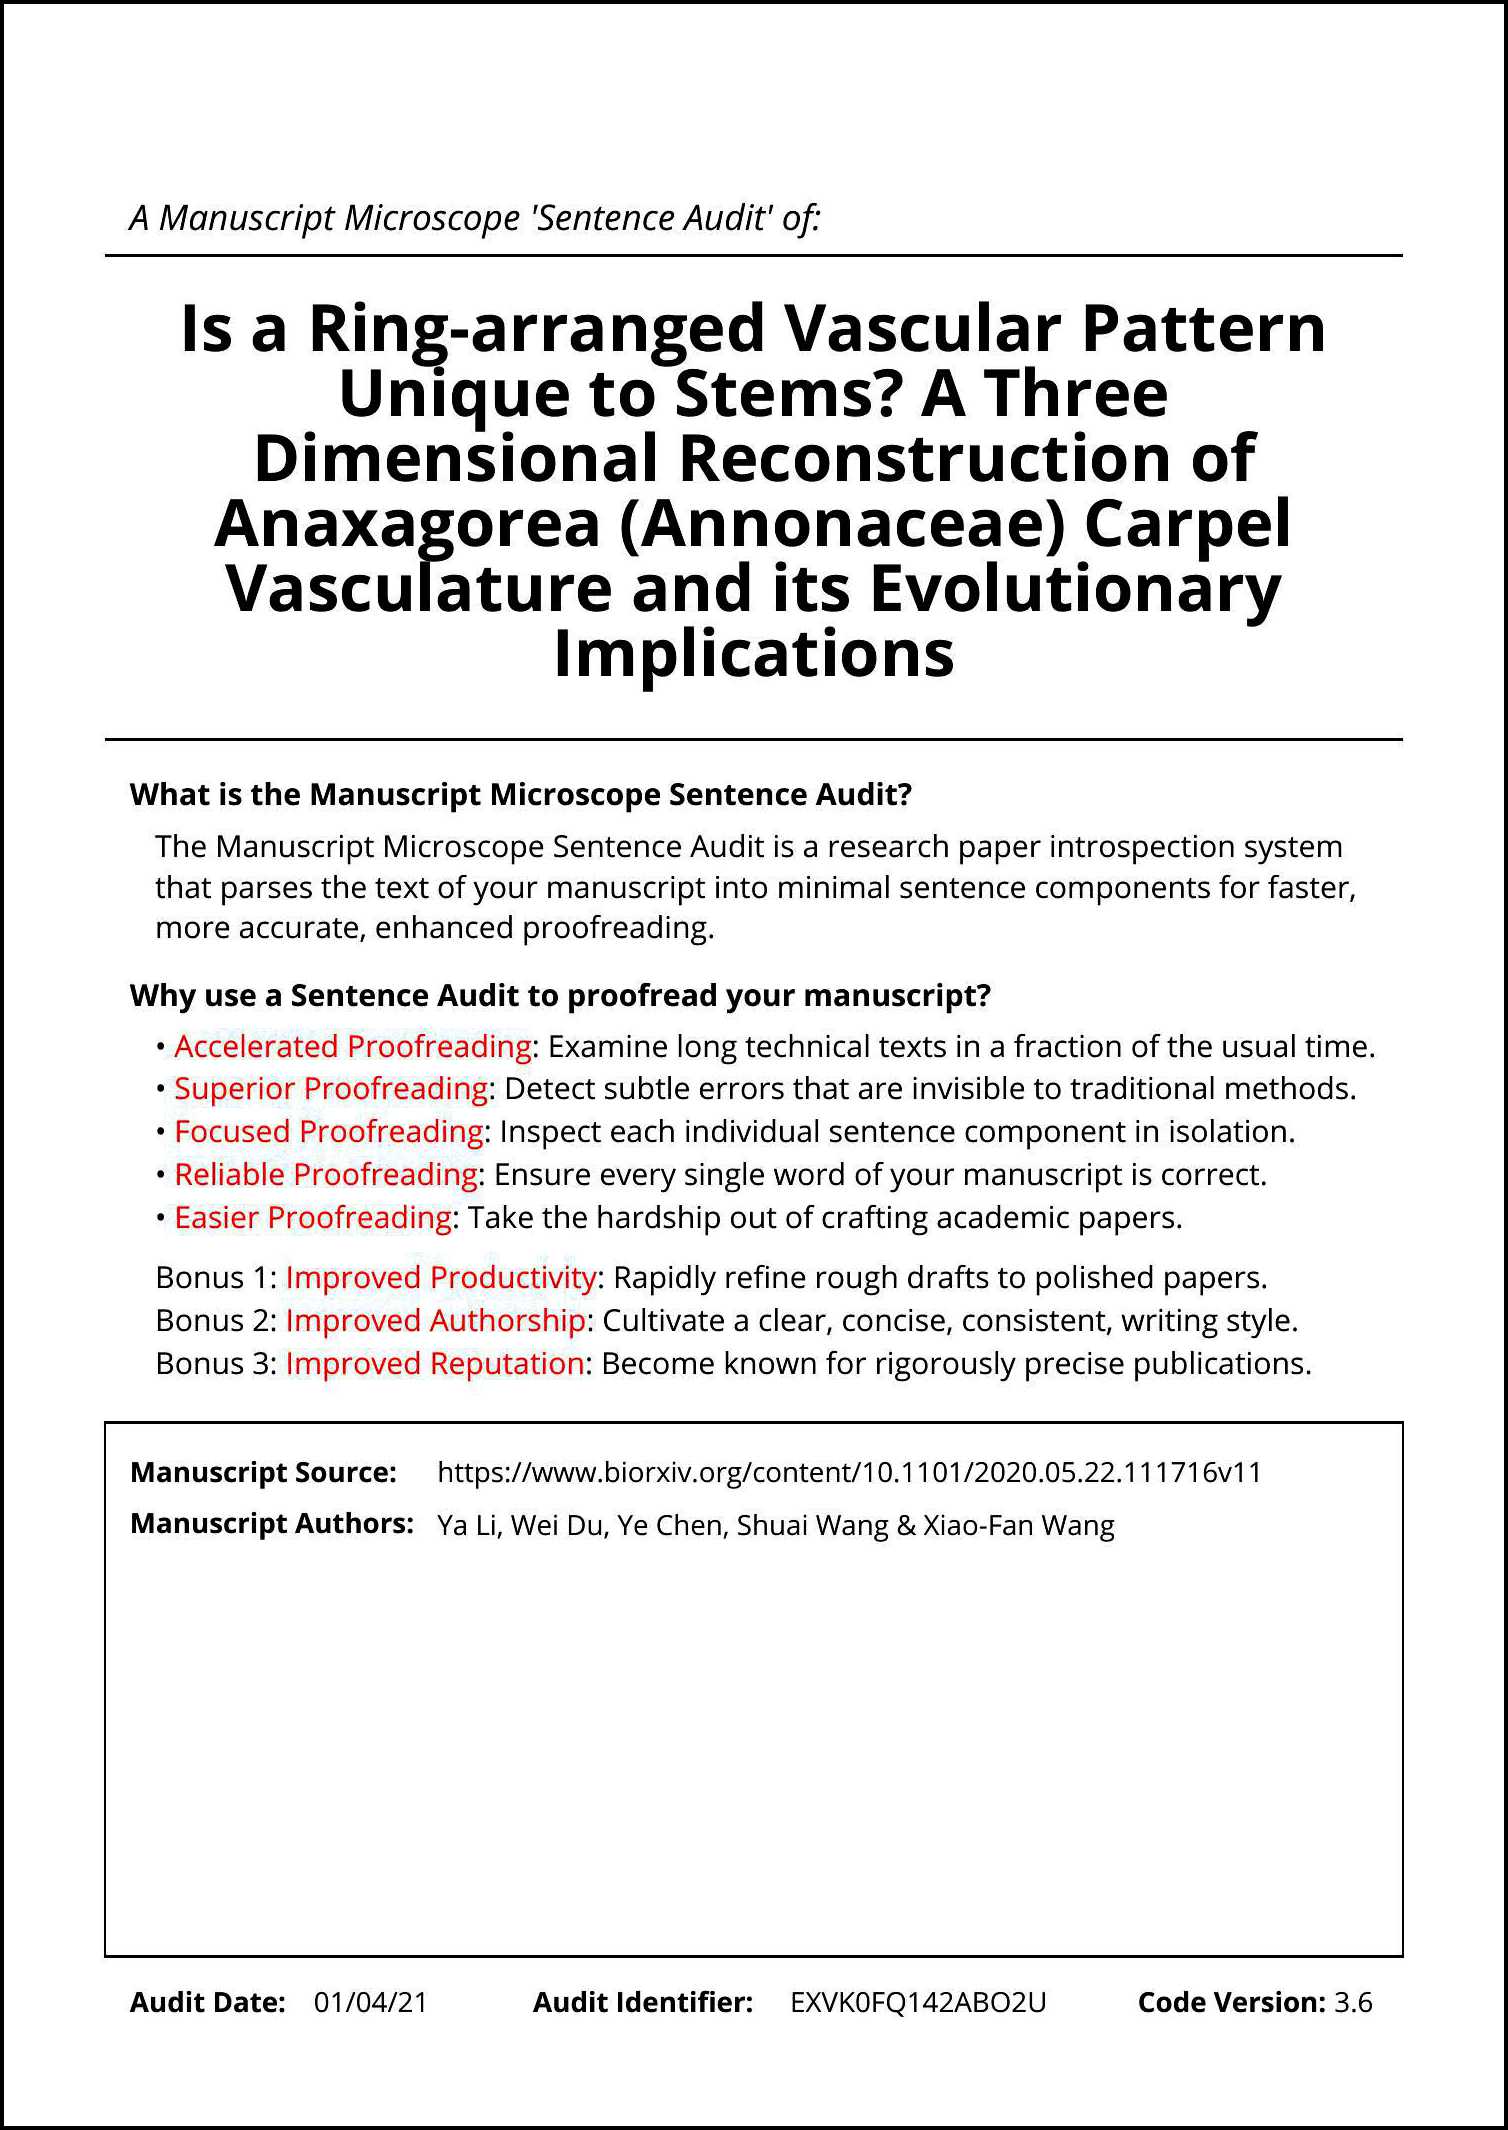 A Manuscript Microscope 'Sentence Audit' of:
Is a Ring-arranged Vascular Pattern
Unique to Stems? A Three
Dimensional Reconstruction of
Anaxagorea (Annonaceae) Carpel
Vasculature and its Evolutionary
Implications
What is the Manuscript Microscope Sentence Audit?
The Manuscript Microscope Sentence Audit is a research paper introspection system
that parses the text of your manuscript into minimal sentence components for faster,
more accurate, enhanced proofreading.
Why use a Sentence Audit to proofread your manuscript?
• Accelerated Proofreading: Examine long technical texts in a fraction of the usual time.
• Superior Proofreading: Detect subtle errors that are invisible to traditional methods.
• Focused Proofreading: Inspect each individual sentence component in isolation.
• Reliable Proofreading: Ensure every single word of your manuscript is correct.
• Easier Proofreading: Take the hardship out of crafting academic papers.
Bonus 1: Improved Productivity: Rapidly refine rough drafts to polished papers.
Bonus 2: Improved Authorship: Cultivate a clear, concise, consistent, writing style.
Bonus 3: Improved Reputation: Become known for rigorously precise publications.
Manuscript Source: https://www.biorxiv.org/content/10.1101/2020.05.22.111716v11
Manuscript Authors: Ya Li, Wei Du, Ye Chen, Shuai Wang & Xiao-Fan Wang
Audit Date: 01/04/21 Audit Identifier: EXVK0FQ142ABO2U Code Version: 3.6